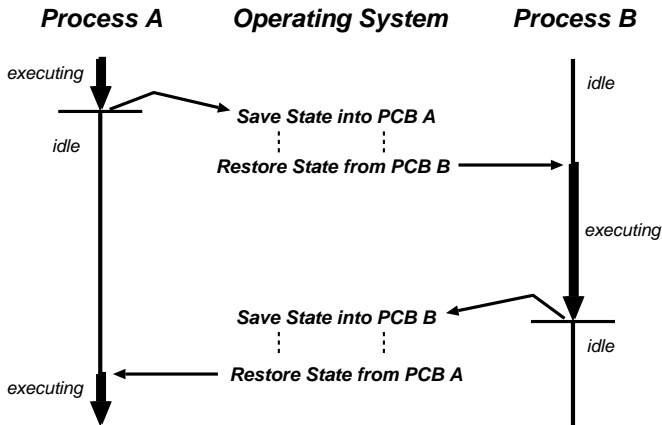 Process A
Operating System
Process B
executing
idle
Save State into PCB A
idle
Restore State from PCB B
executing
Save State into PCB B
idle
Restore State from PCB A
executing